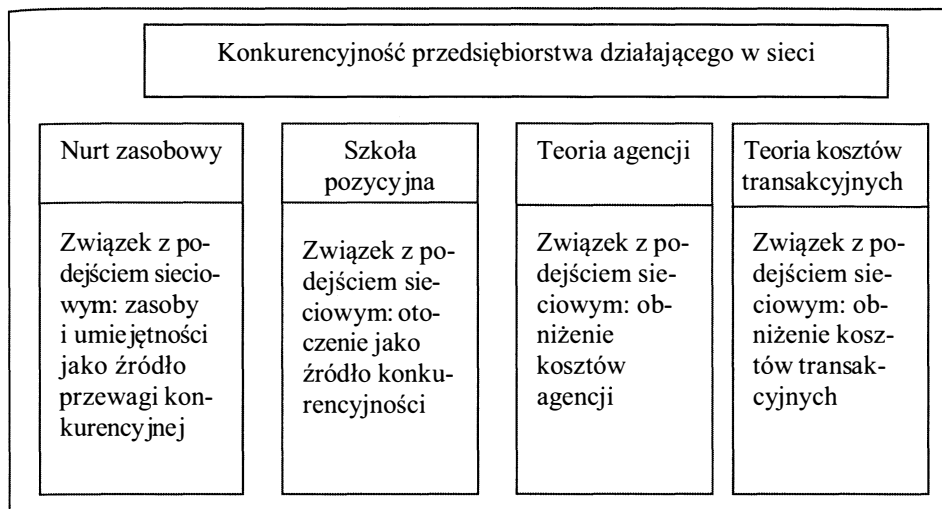 Konkurencyjność przedsiębiorstwa działającego w sieci
Nurt zasobowy
Związek z po-
dejściem siecio-
wym: zasoby
i umiejętności
jako źródło
przewagi kon-
kurencyjnej
Szkoła
pozycyjna
Związek z po-
dejściem sie-
ciowym: oto-
czenie jako
źródło konku-
rencyjności
Teoria agencji
Związek z po-
dejściem sie-
ciowym: ob-
niżenie
kosztów
agencji
Teoria kosztów
transakcyjnych
Związek z po-
dejściem sie-
ciowym: ob-
niżenie kosz-
tów transak-
cyjnych